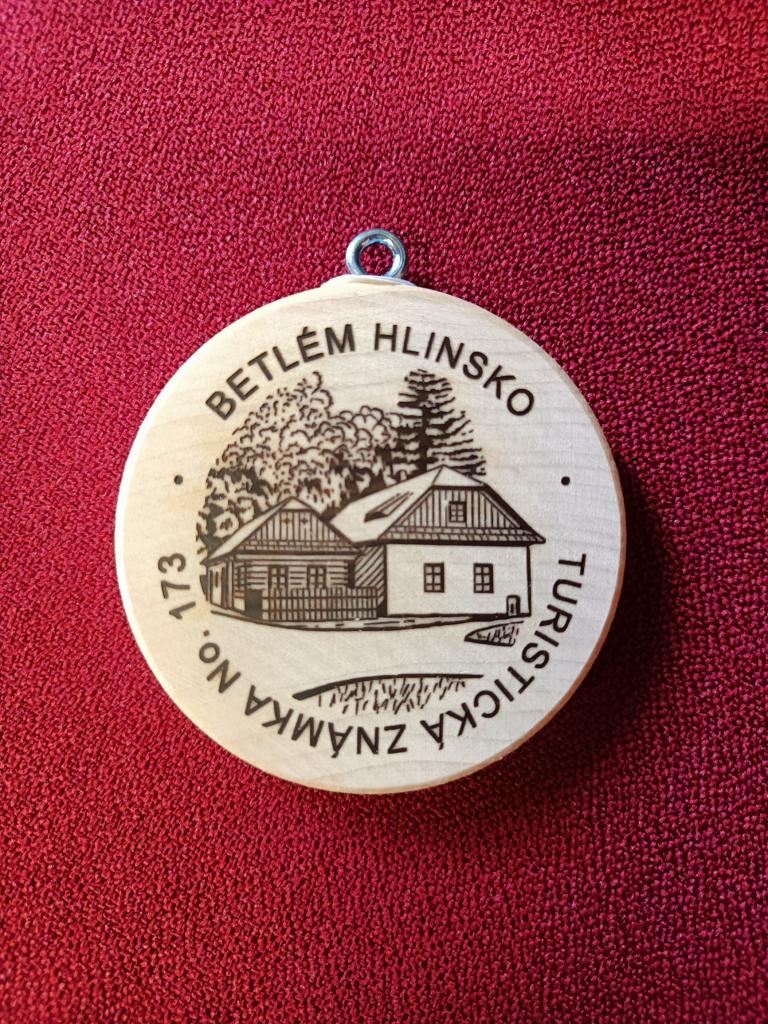 BETLÉM HLINSKO
TURISTICKÁ ZNÁMKA No. 173